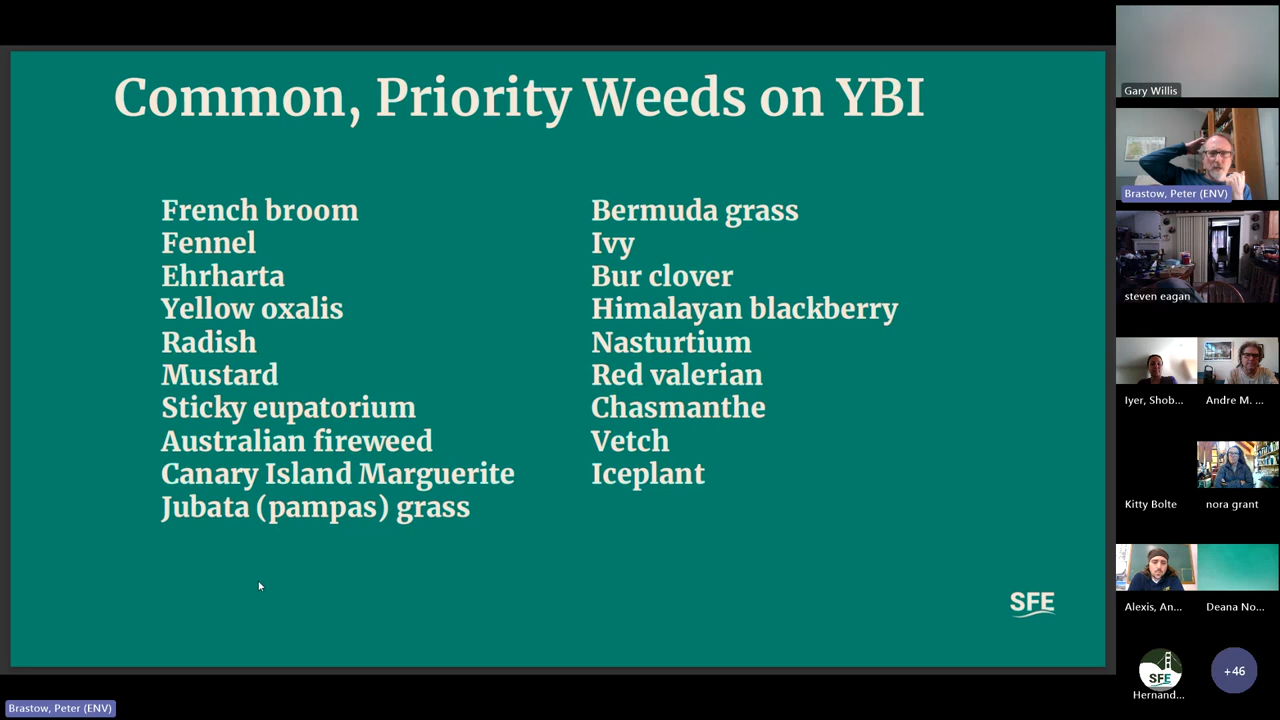 Common, Priority Weeds on YBI
French broom
Fennel
Ehrharta
Yellow oxalis
Radish
Mustard
Sticky eupatorium
Australian fireweed
Canary Island Marguerite
Jubata (pampas) grass
Bermuda grass
Ivy
Bur clover
Himalayan blackberry
Nasturtium
Red valerian
Chasmanthe
Vetch
Iceplant
SFE
Brastow, Peter (ENV)
Gary Willis
Brastow, Peter (ENV)
steven eagan
Iyer, Shob...
Andre M. ...
Kitty Bolte
nora grant
Alexis, An...
Deana No...
SFE
Hernand...
+46